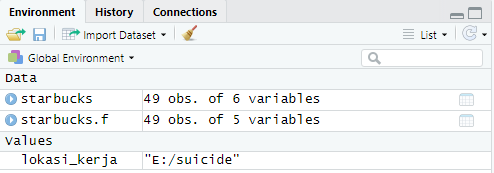 Environment History Connections
Import Dataset List
Global Environment
Data
starbucks 49 obs. of 6 variables
starbucks.f 49 obs. of 5 variables
Values
lokasi_kerja "E:/suicide"